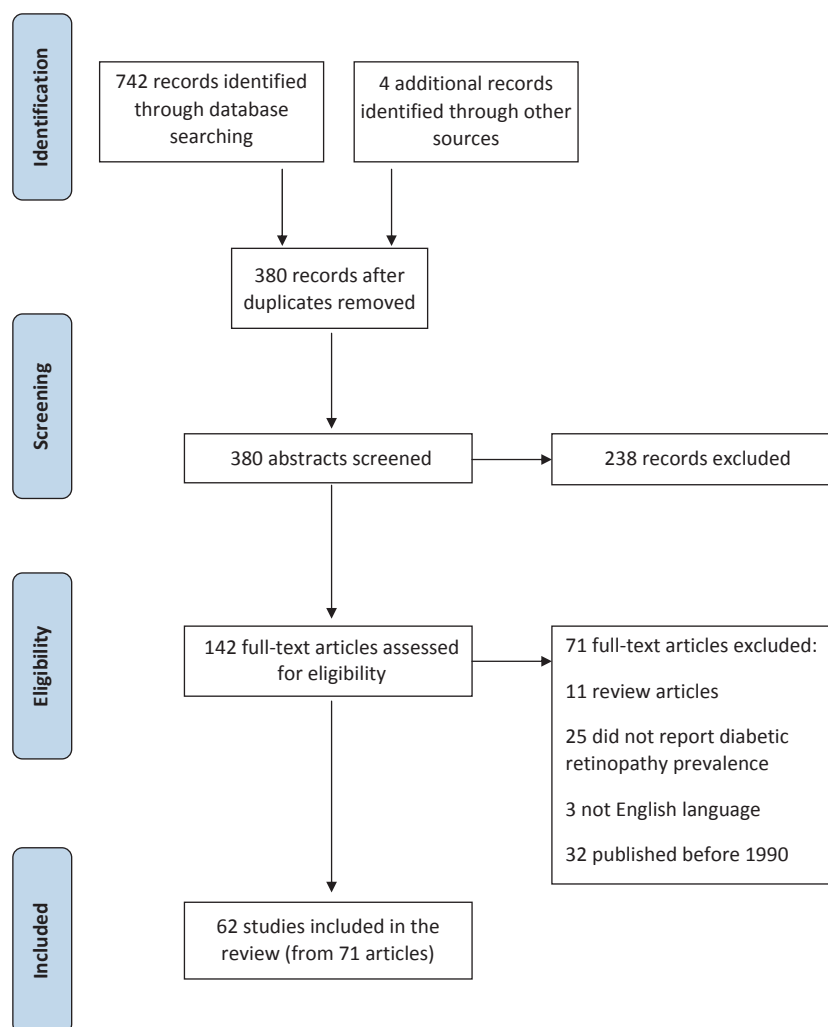 Identification
742 records identified
through database
searching
4 additional records
identified through other
sources
380 records after
duplicates removed
Screening
380 abstracts screened
238 records excluded
Eligibility
142 full-text articles assessed
for eligibility
71 full-text articles excluded:
11 review articles
25 did not report diabetic
retinopathy prevalence
3 not English language
32 published before 1990
Included
62 studies included in the
review (from 71 articles)